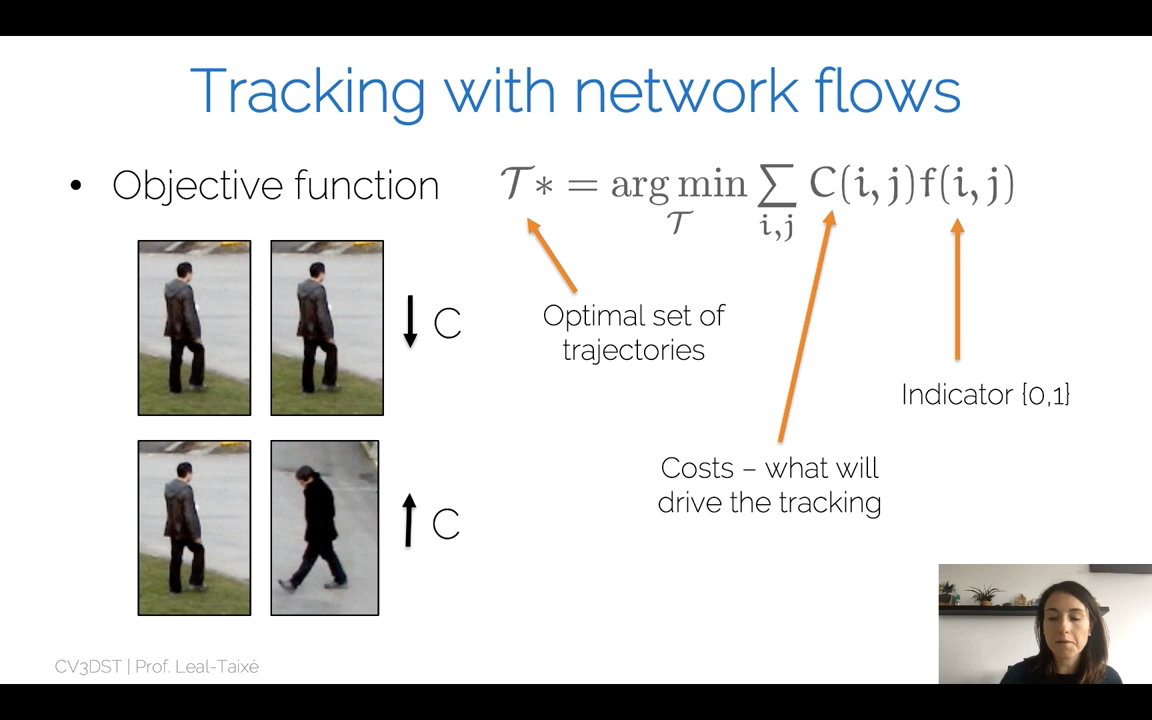 Tracking with network flows
• Objective function
𝒯* = arg min ∑ C(i,j)f(i,j)
𝒯 i,j
C
Optimal set of
trajectories
Indicator {0,1}
Costs – what will
drive the tracking
C
CV3DST | Prof. Leal-Taixé